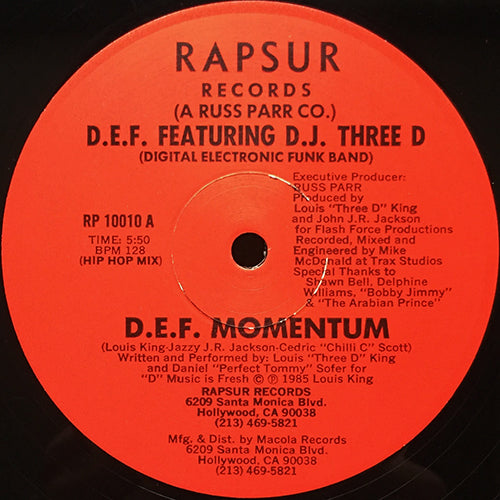 RAPSUR
RECORDS
(A RUSS PARR CO.)
D.E.F. FEATURING D.J. THREE D
(DIGITAL ELECTRONIC FUNK BAND)
Executive Producer:
RUSS PARR
Produced by
Louis "Three D" King
and John J.R. Jackson
for Flash Force Productions
Recorded, Mixed and
Engineered by Mike
McDonald at Trax Studios
Special Thanks to
Shawn Bell, Delphine
Williams, "Bobby Jimmy"
& "The Arabian Prince"
RP 10010 A
TIME: 5:50
BPM 128
(HIP HOP MIX)
D.E.F. MOMENTUM
(Louis King-Jazzy J.R. Jackson-Cedric "Chilli C" Scott)
Written and Performed by: Louis "Three D" King
and Daniel "Perfect Tommy" Sofer for
"D" Music is Fresh © ℗ 1985 Louis King
RAPSUR RECORDS
6209 Santa Monica Blvd.
Hollywood, CA 90038
(213) 469-5821
Mfg. & Dist. by Macola Records
6209 Santa Monica Blvd.
Hollywood, CA 90038
(213) 469-5821